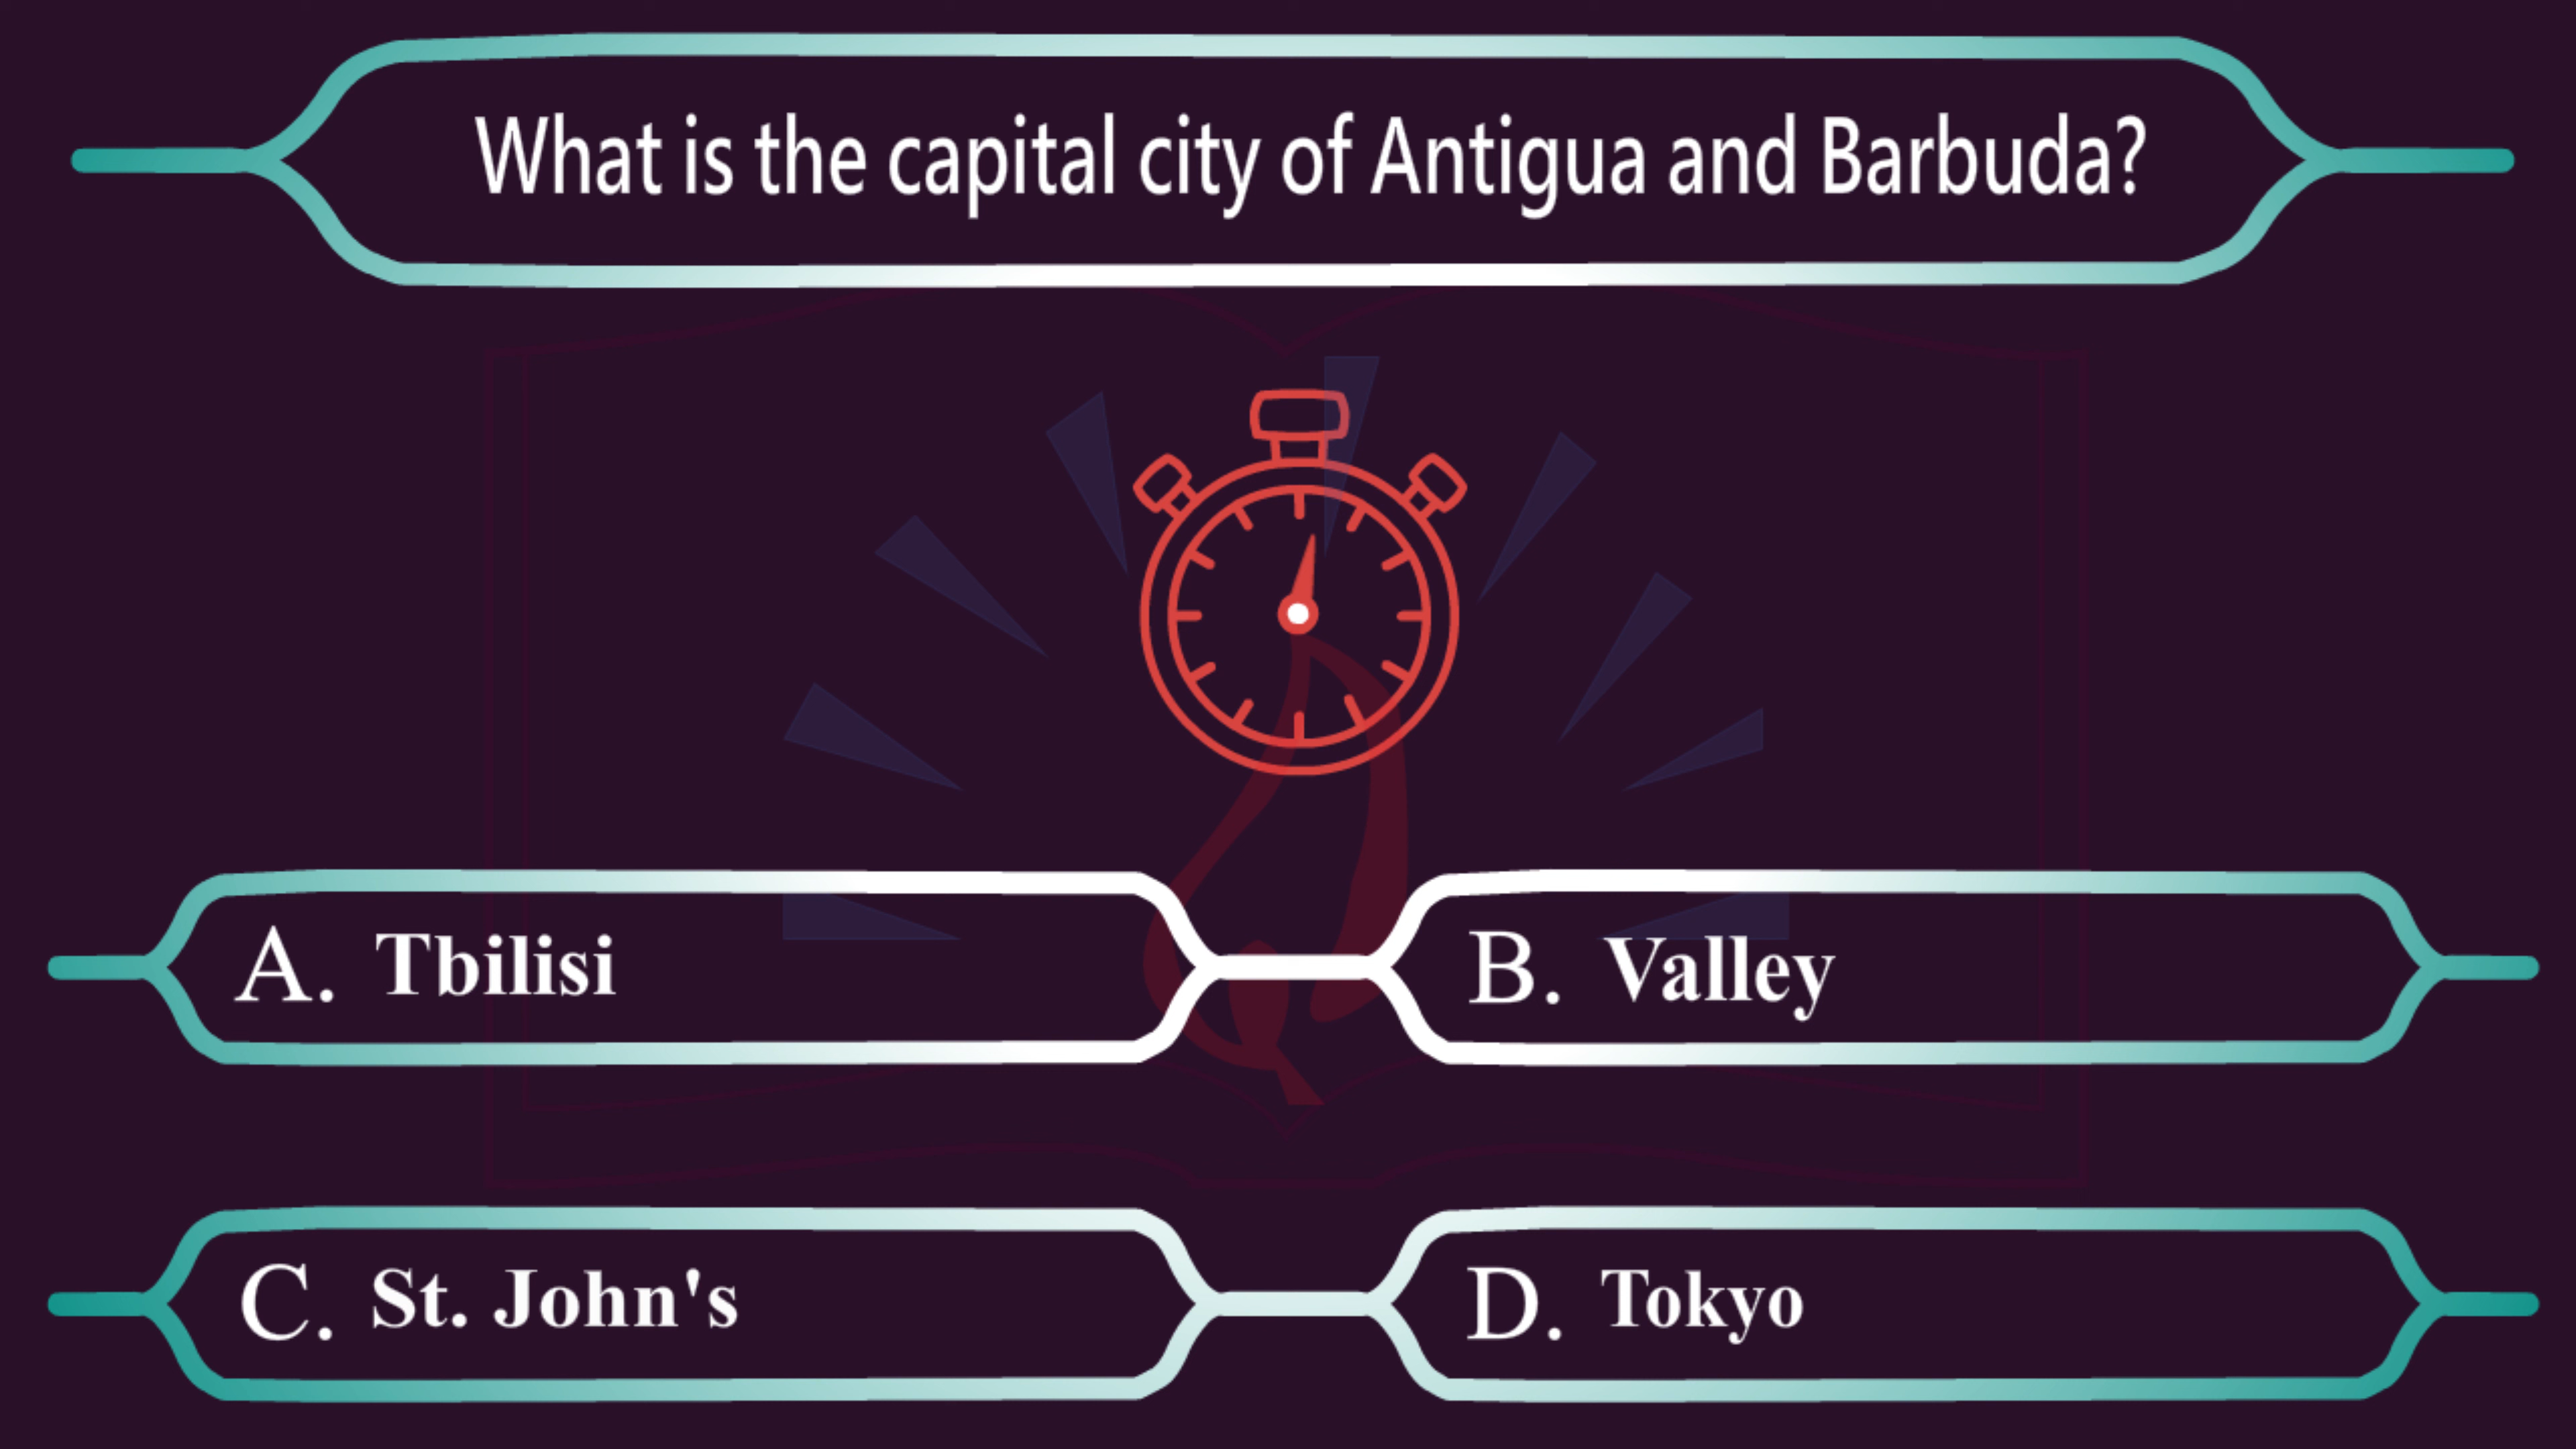 What is the capital city of Antigua and Barbuda?
A. Tbilisi
B. Valley
C. St. John's
D. Tokyo